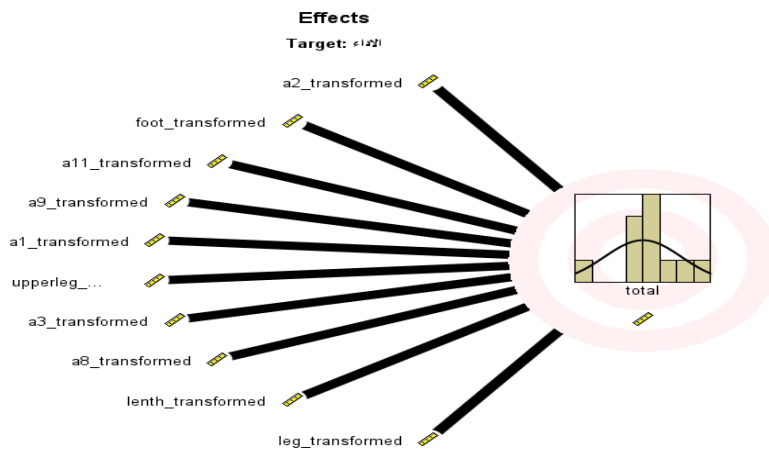 Effects
Target:
a2_transformed
foot_transformed
a11_transformed
a9_transformed
a1_transformed
upperleg_...
a3_transformed
a8_transformed
lenth_transformed
leg_transformed
total